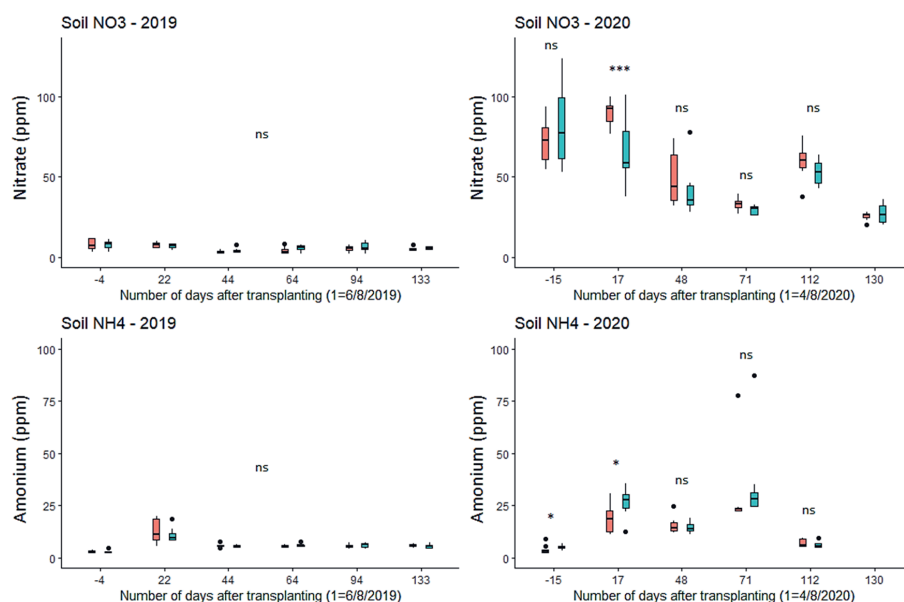 Soil NO3 - 2019
Nitrate (ppm)
100
50
0
ns
-4 22 44 64 94 133
Number of days after transplanting (1=6/8/2019)
Soil NO3 - 2020
Nitrate (ppm)
100
50
0
ns *** ns ns ns
-15 17 48 71 112 130
Number of days after transplanting (1=4/8/2020)
Soil NH4 - 2019
Amonium (ppm)
100
75
50
25
0
ns
-4 22 44 64 94 133
Number of days after transplanting (1=6/8/2019)
Soil NH4 - 2020
Amonium (ppm)
100
75
50
25
0
* * ns ns ns
-15 17 48 71 112 130
Number of days after transplanting (1=4/8/2020)